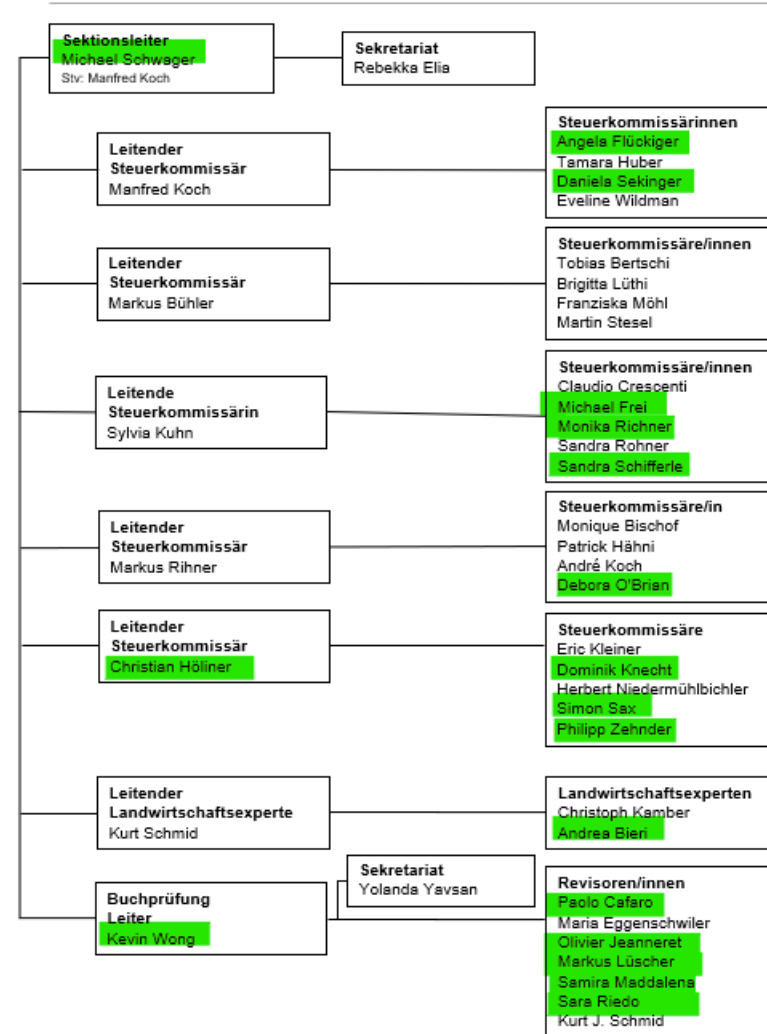 Sektionsleiter
Michael Schwager
Stv: Manfred Koch
Sekretariat
Rebekka Elia
Leitender
Steuerkommissär
Manfred Koch
Steuerkommissärinnen
Angela Flückiger
Tamara Huber
Daniela Sekinger
Eveline Wildman
Leitender
Steuerkommissär
Markus Bühler
Steuerkommissäre/innen
Tobias Bertschi
Brigitta Lüthi
Franziska Möhl
Martin Stesel
Leitende
Steuerkommissärin
Sylvia Kuhn
Steuerkommissäre/innen
Claudio Crescenti
Michael Frei
Monika Richner
Sandra Rohner
Sandra Schifferle
Leitender
Steuerkommissär
Markus Rihner
Steuerkommissäre/in
Monique Bischof
Patrick Hähni
André Koch
Debora O'Brian
Leitender
Steuerkommissär
Christian Höliner
Steuerkommissäre
Eric Kleiner
Dominik Knecht
Herbert Niedermühlbichler
Simon Sax
Philipp Zehnder
Leitender
Landwirtschaftsexperte
Kurt Schmid
Landwirtschaftsexperten
Christoph Kamber
Andrea Bieri
Buchprüfung
Leiter
Kevin Wong
Sekretariat
Yolanda Yavsan
Revisoren/innen
Paolo Cafaro
Maria Eggenschwiler
Olivier Jeanneret
Markus Lüscher
Samira Maddalena
Sara Riedo
Kurt J. Schmid